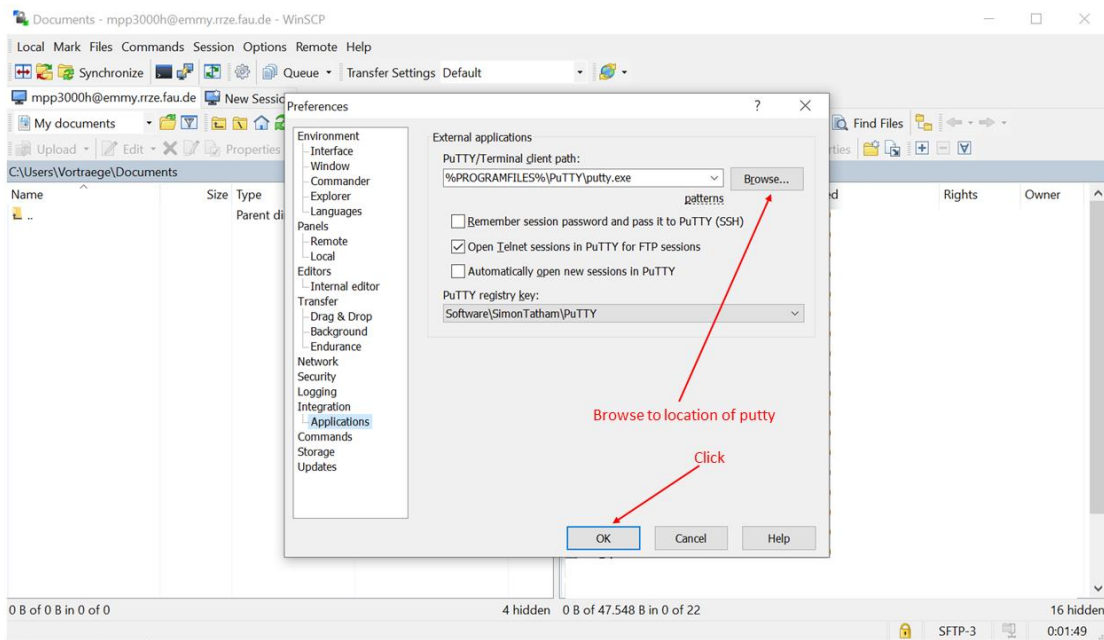 Documents - mpp3000h@emmy.rrze.fau.de - WinSCP
Local Mark Files Commands Session Options Remote Help
Synchronize Queue Transfer Settings Default
mpp3000h@emmy.rrze.fau.de New Sessio
My documents Find Files
Upload Edit Properties
C:\Users\Vortraege\Documents
Name Size Type Rights Owner
.. Parent di
Preferences ? 
Environment
Interface
Window
Commander
Explorer
Languages
Panels
Remote
Local
Editors
Internal editor
Transfer
Drag & Drop
Background
Endurance
Network
Security
Logging
Integration
Applications
Commands
Storage
Updates
External applications
PuTTY/Terminal client path:
%PROGRAMFILES%\PuTTY\putty.exe Browse...
patterns
Remember session password and pass it to PuTTY (SSH)
Open Telnet sessions in PuTTY for FTP sessions
Automatically open new sessions in PuTTY
PuTTY registry key:
Software\SimonTatham\PuTTY
Browse to location of putty
Click
OK Cancel Help
0 B of 0 B in 0 of 0 4 hidden 0 B of 47.548 B in 0 of 22 16 hidden
SFTP-3 0:01:49